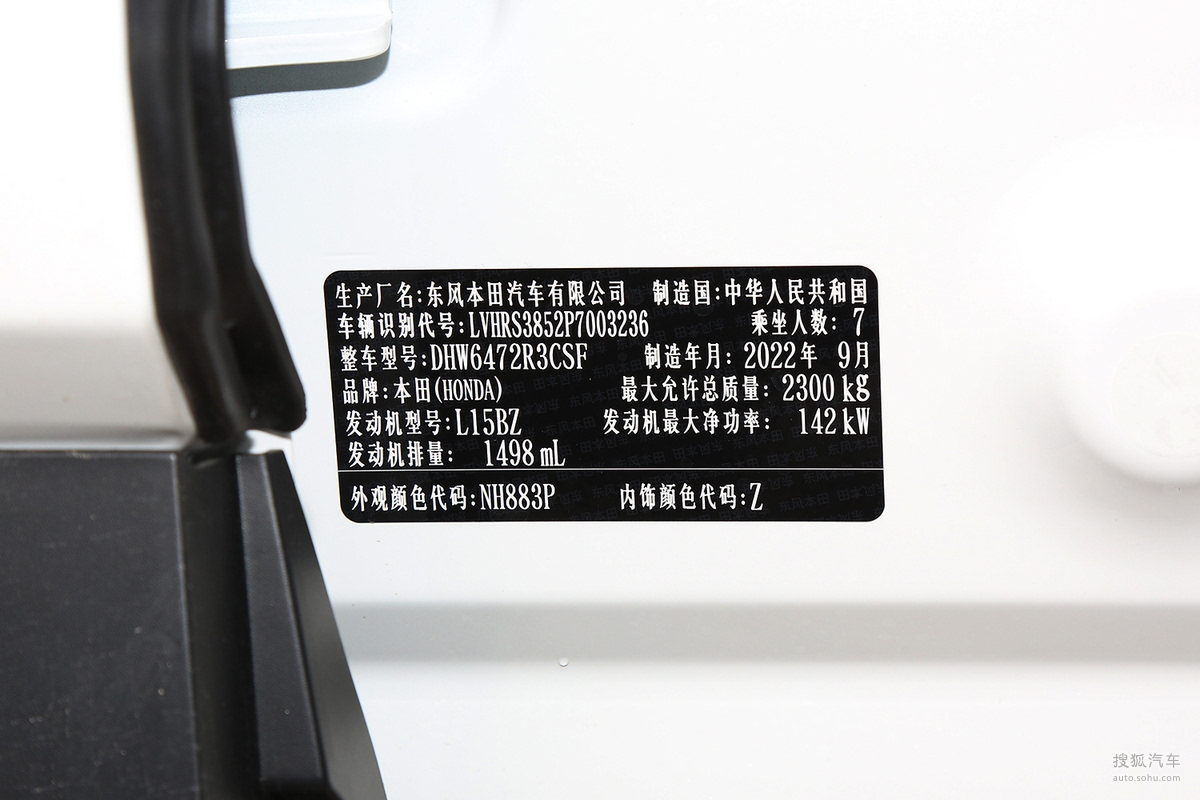 生产厂名:东风本田汽车有限公司 制造国:中华人民共和国
车辆识别代号:LVHRS3852P7003236 乘坐人数: 7
整车型号:DHW6472R3CSF 制造年月: 2022年 9月
品牌:本田(HONDA) 最大允许总质量: 2300 kg
发动机型号:L15BZ 发动机最大净功率: 142 kW
发动机排量: 1498 mL
外观颜色代码:NH883P 内饰颜色代码:Z
搜狐汽车
auto.sohu.com